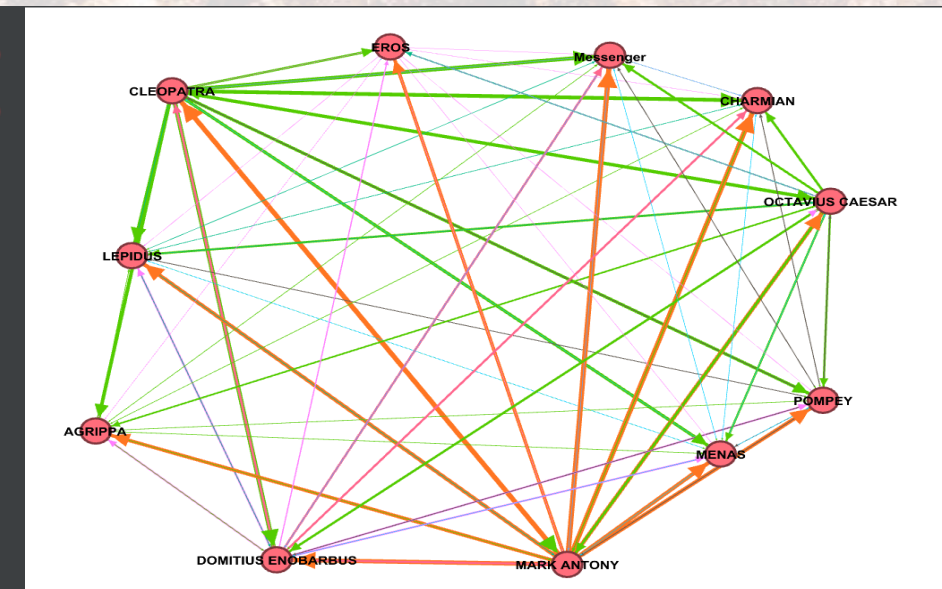 EROS
Messenger
CLEOPATRA
CHARMIAN
OCTAVIUS CAESAR
LEPIDUS
POMPEY
AGRIPPA
MENAS
DOMITIUS ENOBARBUS
MARK ANTONY